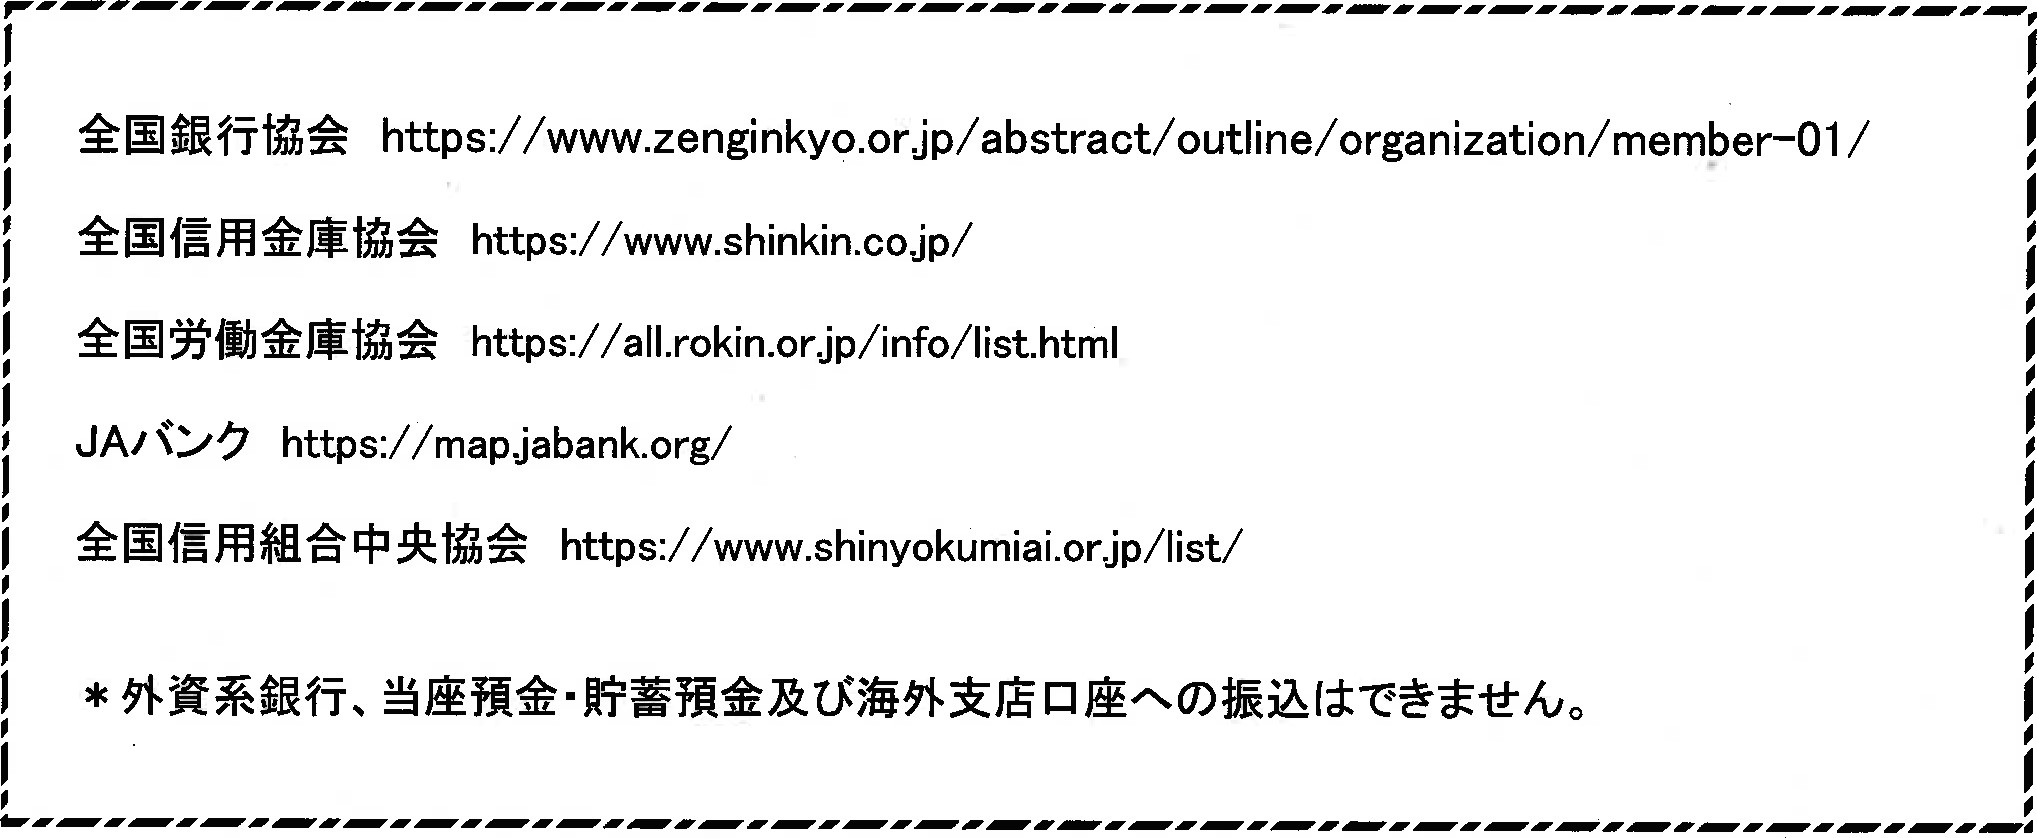 全国銀行協会　https://www.zenginkyo.or.jp/abstract/outline/organization/member-01/
全国信用金庫協会　https://www.shinkin.co.jp/
全国労働金庫協会　https://all.rokin.or.jp/info/list.html
JAバンク　https://map.jabank.org/
全国信用組合中央協会　https://www.shinyokumiai.or.jp/list/
＊外資系銀行、当座預金・貯蓄預金及び海外支店口座への振込はできません。